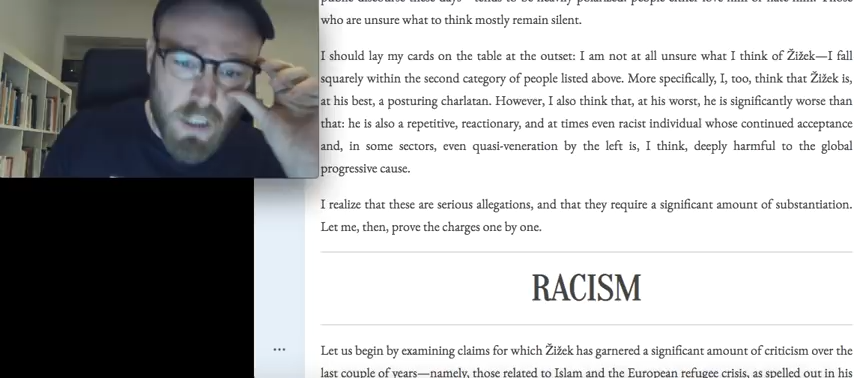 who are unsure what to think mostly remain silent.
I should lay my cards on the table at the outset: I am not at all unsure what I think of Žižek—I fall
squarely within the second category of people listed above. More specifically, I, too, think that Žižek is,
at his best, a posturing charlatan. However, I also think that, at his worst, he is significantly worse than
that: he is also a repetitive, reactionary, and at times even racist individual whose continued acceptance
and, in some sectors, even quasi-veneration by the left is, I think, deeply harmful to the global
progressive cause.
I realize that these are serious allegations, and that they require a significant amount of substantiation.
Let me, then, prove the charges one by one.
RACISM
...
Let us begin by examining claims for which Žižek has garnered a significant amount of criticism over the
last couple of years—namely, those related to Islam and the European refugee crisis, as spelled out in his